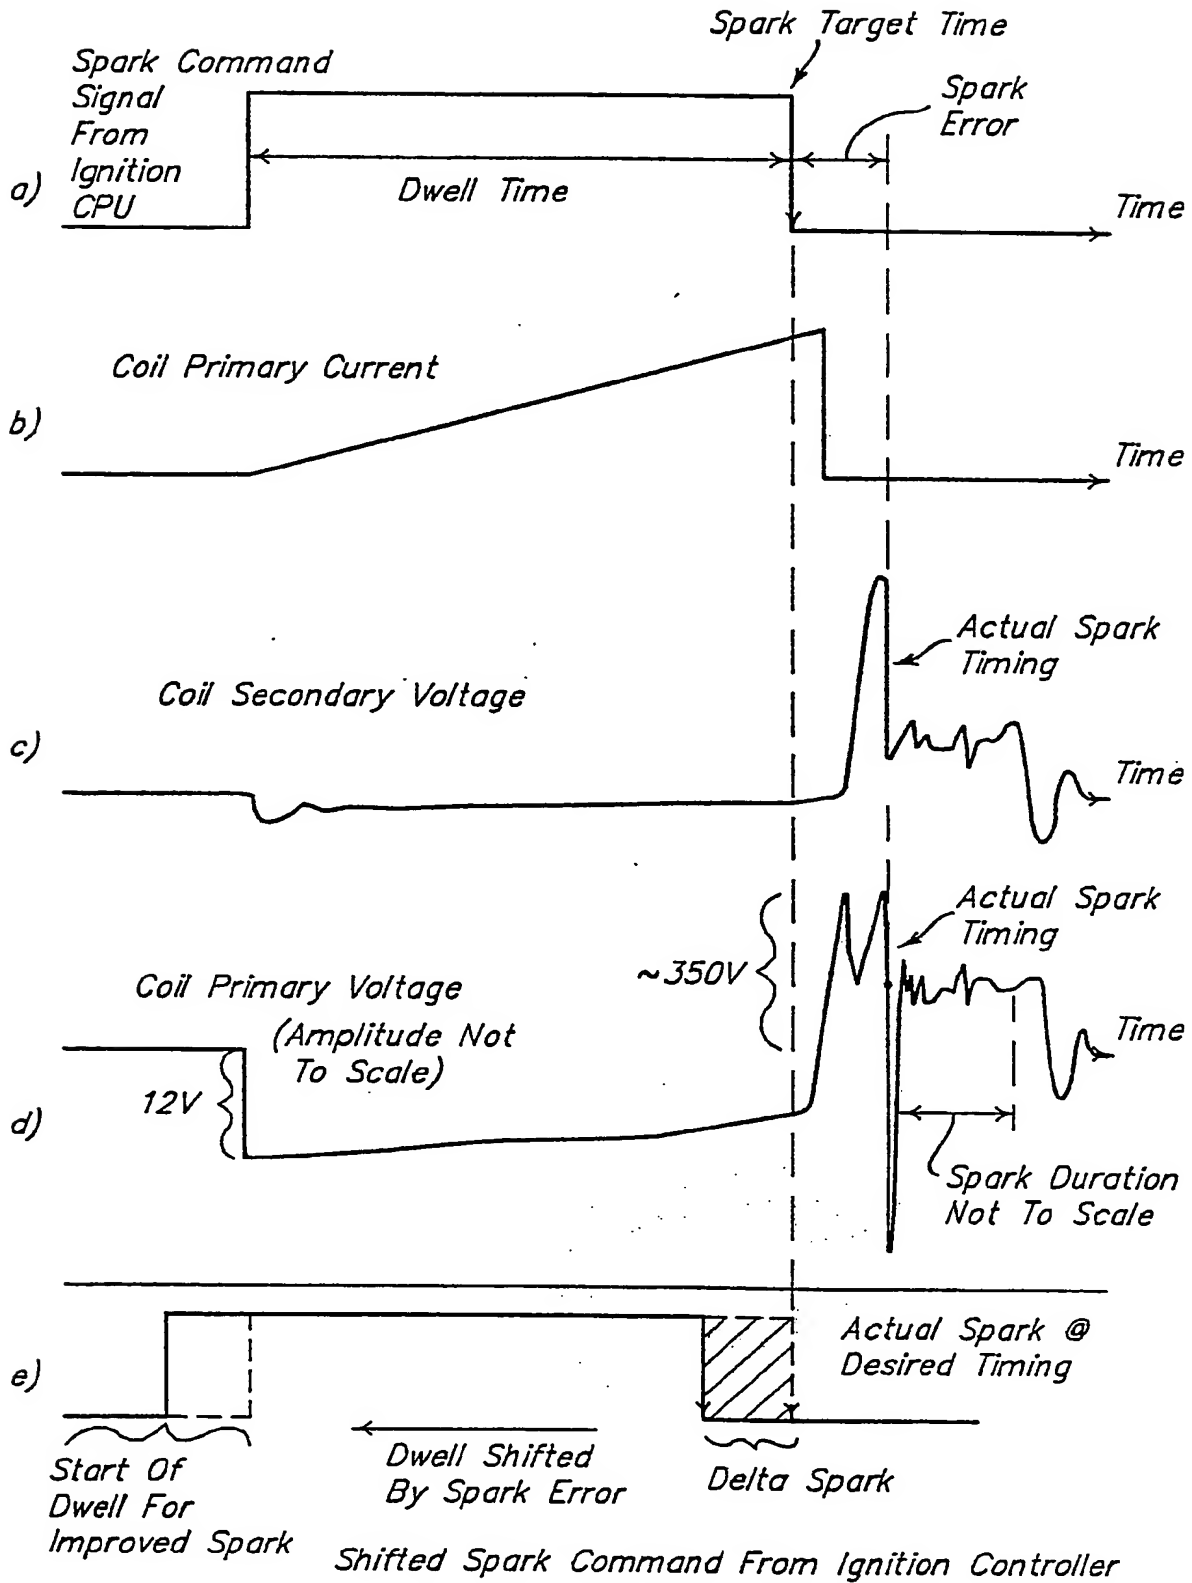 Spark Target Time
Spark Command
Signal
From
Ignition
CPU
Spark
Error
a)
Dwell Time
Time
Coil Primary Current
b)
Time
Actual Spark
Timing
Coil Secondary Voltage
c)
Time
Actual Spark
Timing
~350V
Coil Primary Voltage
(Amplitude Not
To Scale)
Time
12V
d)
Spark Duration
Not To Scale
Actual Spark @
Desired Timing
e)
Start Of
Dwell For
Improved Spark
Dwell Shifted
By Spark Error
Delta Spark
Shifted Spark Command From Ignition Controller